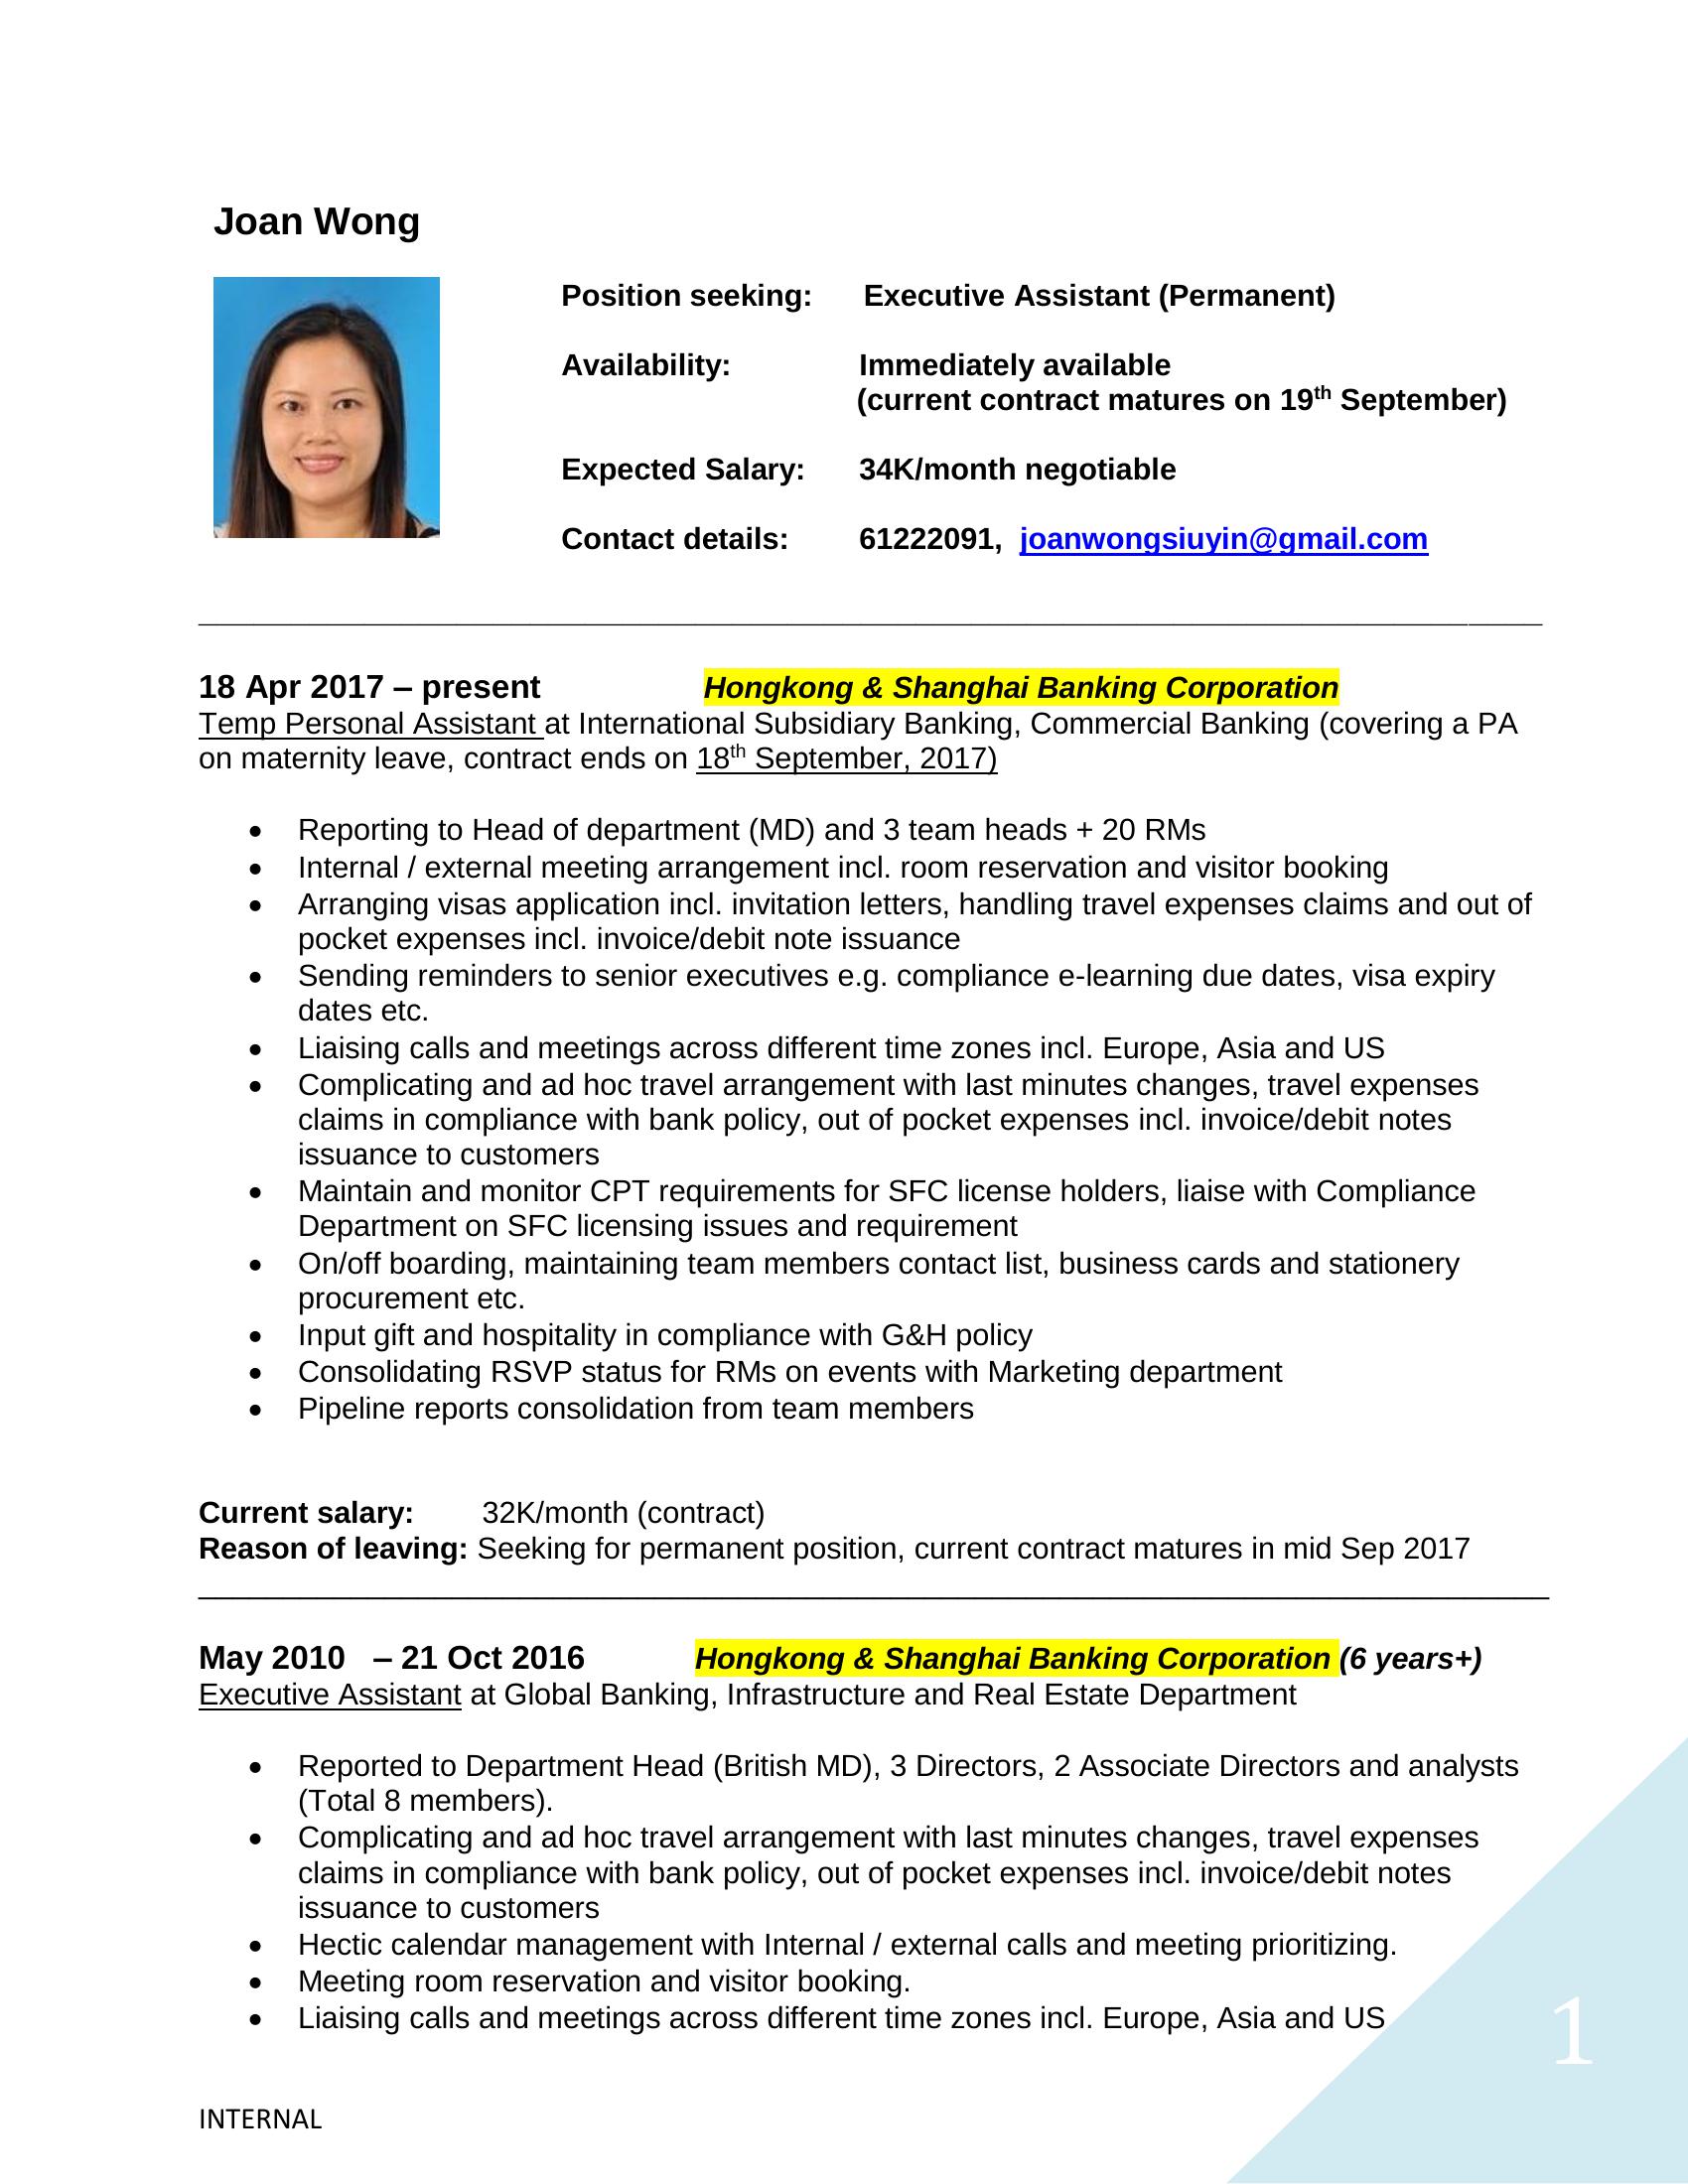 Joan Wong
Position seeking: Executive Assistant (Permanent)
Availability: Immediately available
(current contract matures on 19th September)
Expected Salary: 34K/month negotiable
Contact details: 61222091, joanwongsiuyin@gmail.com
18 Apr 2017 – present Hongkong & Shanghai Banking Corporation
Temp Personal Assistant at International Subsidiary Banking, Commercial Banking (covering a PA
on maternity leave, contract ends on 18th September, 2017)
• Reporting to Head of department (MD) and 3 team heads + 20 RMs
• Internal / external meeting arrangement incl. room reservation and visitor booking
• Arranging visas application incl. invitation letters, handling travel expenses claims and out of
pocket expenses incl. invoice/debit note issuance
• Sending reminders to senior executives e.g. compliance e-learning due dates, visa expiry
dates etc.
• Liaising calls and meetings across different time zones incl. Europe, Asia and US
• Complicating and ad hoc travel arrangement with last minutes changes, travel expenses
claims in compliance with bank policy, out of pocket expenses incl. invoice/debit notes
issuance to customers
• Maintain and monitor CPT requirements for SFC license holders, liaise with Compliance
Department on SFC licensing issues and requirement
• On/off boarding, maintaining team members contact list, business cards and stationery
procurement etc.
• Input gift and hospitality in compliance with G&H policy
• Consolidating RSVP status for RMs on events with Marketing department
• Pipeline reports consolidation from team members
Current salary: 32K/month (contract)
Reason of leaving: Seeking for permanent position, current contract matures in mid Sep 2017
May 2010 – 21 Oct 2016 Hongkong & Shanghai Banking Corporation (6 years+)
Executive Assistant at Global Banking, Infrastructure and Real Estate Department
• Reported to Department Head (British MD), 3 Directors, 2 Associate Directors and analysts
(Total 8 members).
• Complicating and ad hoc travel arrangement with last minutes changes, travel expenses
claims in compliance with bank policy, out of pocket expenses incl. invoice/debit notes
issuance to customers
• Hectic calendar management with Internal / external calls and meeting prioritizing.
• Meeting room reservation and visitor booking.
• Liaising calls and meetings across different time zones incl. Europe, Asia and US
1
INTERNAL